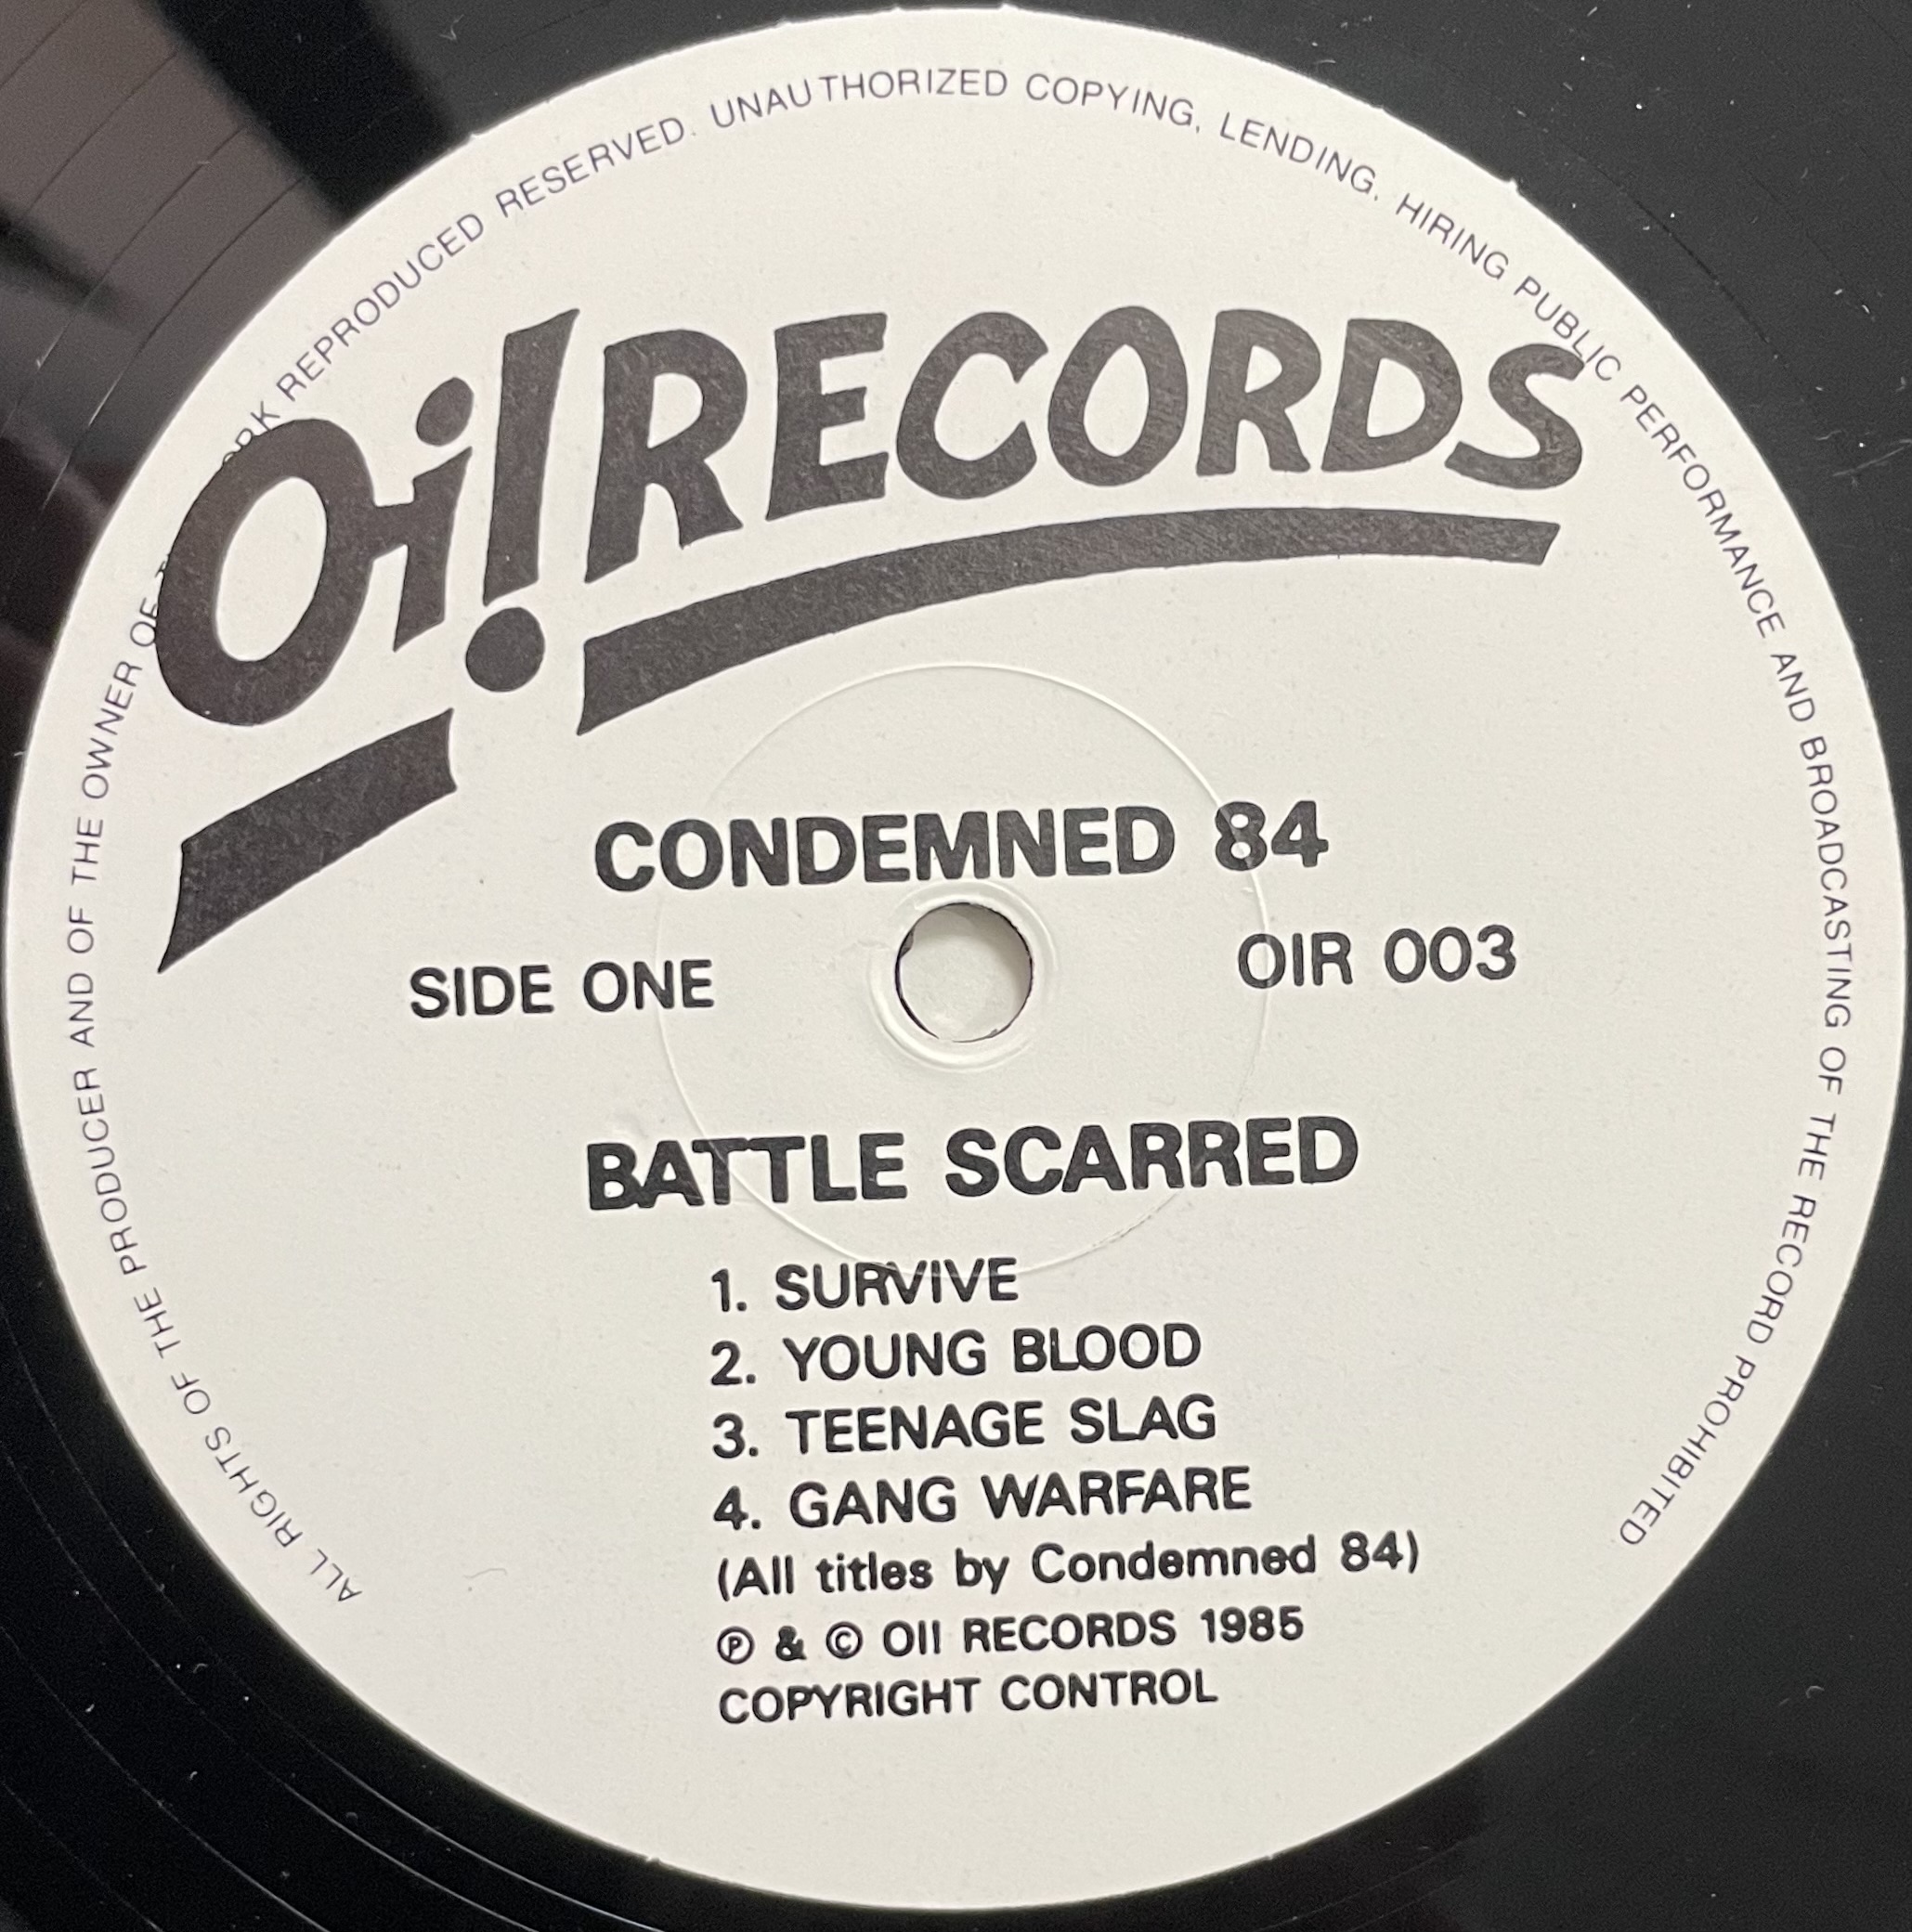 ALL RIGHTS OF THE PRODUCER AND OF THE OWNER OF REPRODUCED RESERVED. UNAUTHORIZED COPYING, LENDING, HIRING PUBLIC PERFORMANCE AND BROADCASTING OF THE RECORD PROHIBITED
Oi! RECORDS
CONDEMNED 84
SIDE ONE
OIR 003
BATTLE SCARRED
1. SURVIVE
2. YOUNG BLOOD
3. TEENAGE SLAG
4. GANG WARFARE
(All titles by Condemned 84)
℗ & © OI! RECORDS 1985
COPYRIGHT CONTROL